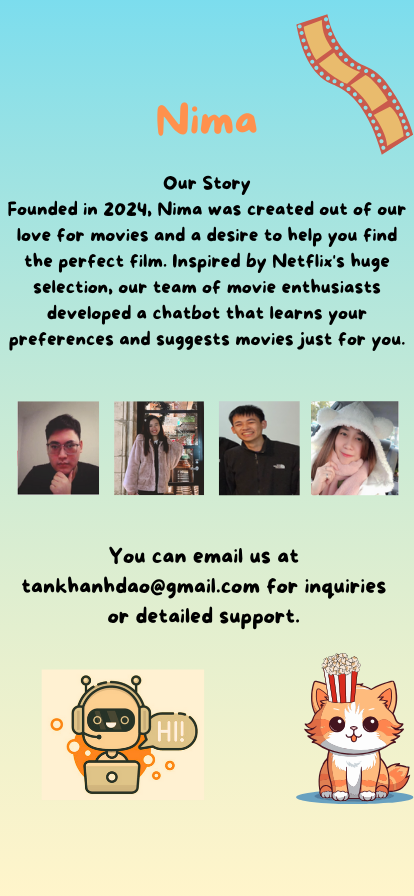 Nima
Our Story
Founded in 2024, Nima was created out of our
love for movies and a desire to help you find
the perfect film. Inspired by Netflix's huge
selection, our team of movie enthusiasts
developed a chatbot that learns your
preferences and suggests movies just for you.
You can email us at
tankhanhdao@gmail.com for inquiries
or detailed support.
HI!